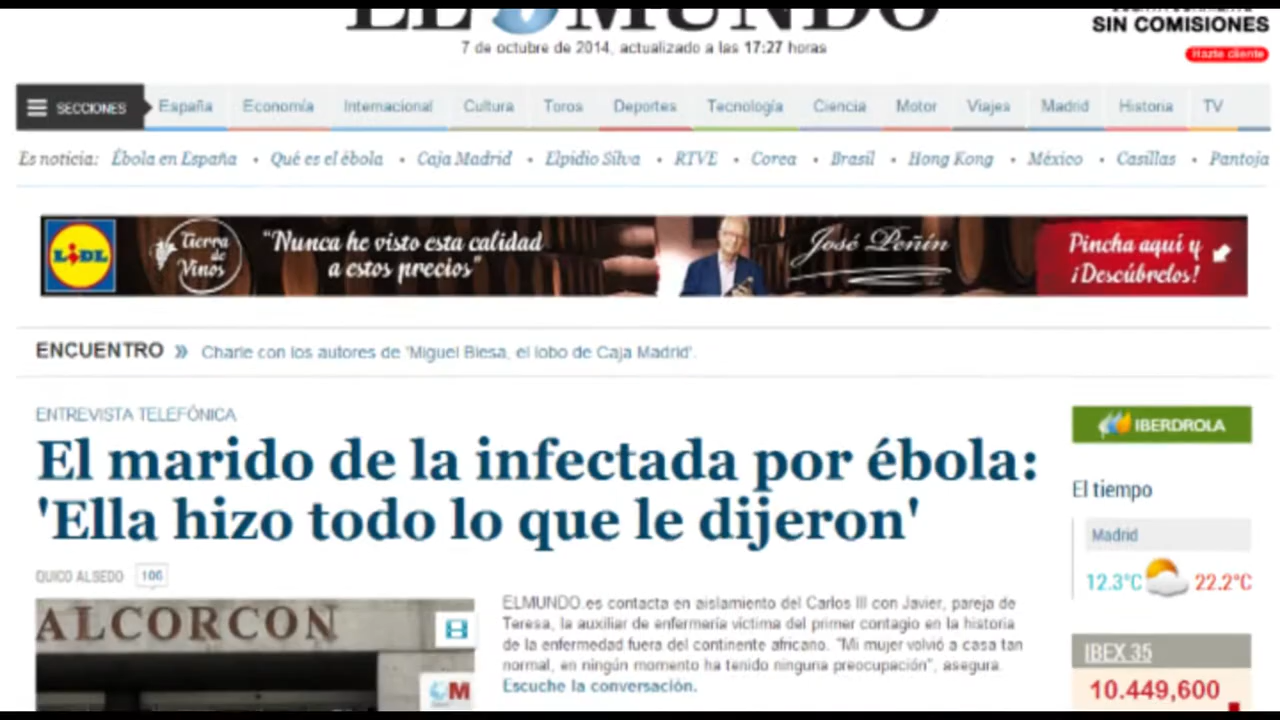 EL MUNDO
SIN COMISIONES
7 de octubre de 2014, actualizado a las 17:27 horas
Hazte cliente
SECCIONES España Economía Internacional Cultura Toros Deportes Tecnología Ciencia Motor Viajes Madrid Historia TV
Es noticia: Ébola en España • Qué es el ébola • Caja Madrid • Elpidio Silva • RTVE • Corea • Brasil • Hong Kong • México • Casillas • Pantoja
LiDL
Tierra de Vinos
"Nunca he visto esta calidad
a estos precios"
José Peñín
Pincha aquí y
¡Descúbrelos!
ENCUENTRO » Charle con los autores de 'Miguel Blesa, el lobo de Caja Madrid'.
ENTREVISTA TELEFÓNICA
El marido de la infectada por ébola:
'Ella hizo todo lo que le dijeron'
QUICO ALSEDO 106
ALCORCON
M
ELMUNDO.es contacta en aislamiento del Carlos III con Javier, pareja de
Teresa, la auxiliar de enfermería víctima del primer contagio en la historia
de la enfermedad fuera del continente africano. "Mi mujer volvió a casa tan
normal, en ningún momento ha tenido ninguna preocupación", asegura.
Escuche la conversación.
IBERDROLA
El tiempo
Madrid
12.3°C 22.2°C
IBEX 35
10.449,600